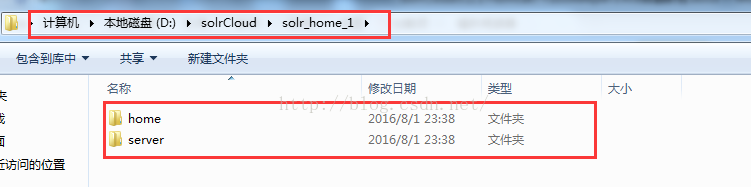 计算机 本地磁盘 (D:) solrCloud solr_home_1
包含到库中 共享 新建文件夹
名称 修改日期 类型 大小
http://blog.csdn.net/
home 2016/8/1 23:38 文件夹
server 2016/8/1 23:38 文件夹
近访问的位置